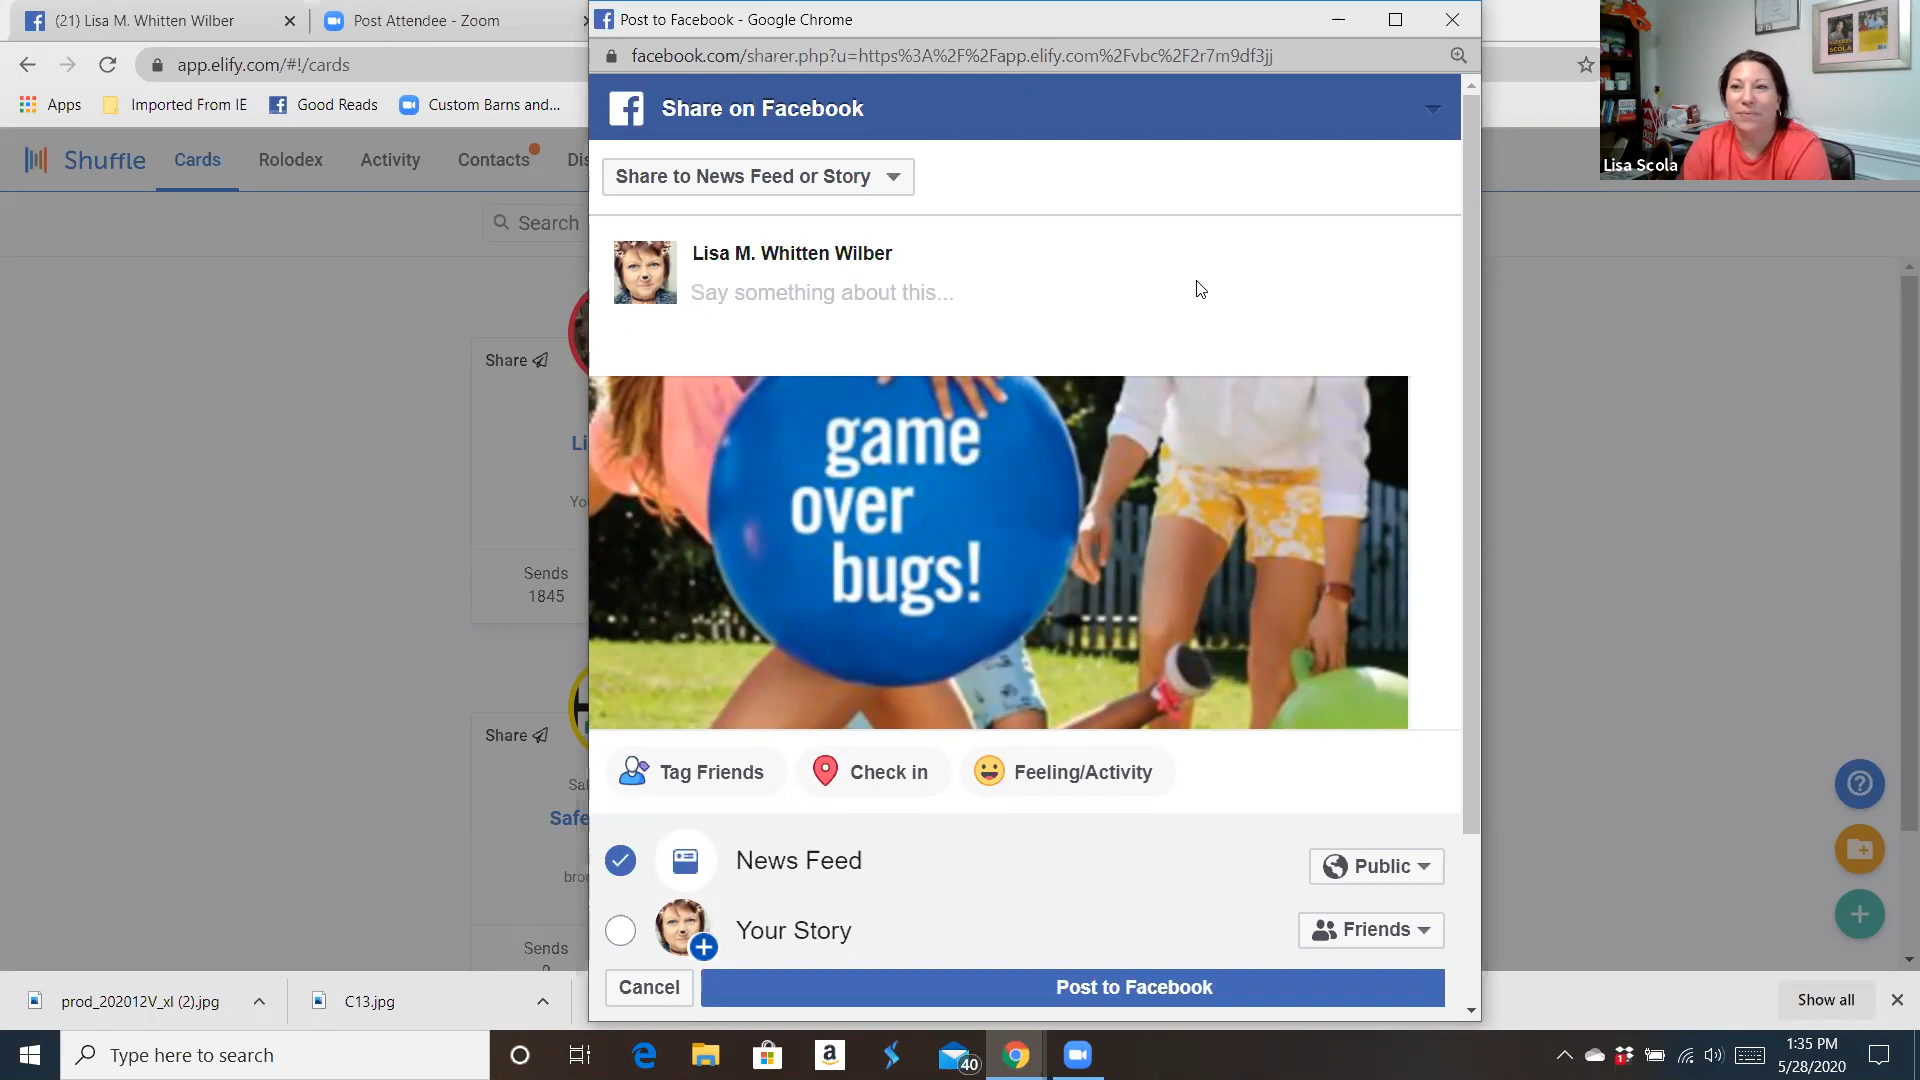 (21) Lisa M. Whitten Wilber
Post Attendee - Zoom
Post to Facebook - Google Chrome
app.elify.com/#!/cards
facebook.com/sharer.php?u=https%3A%2F%2Fapp.elify.com%2Fvbc%2F2r7m9df3jj
Apps
Imported From IE
Good Reads
Custom Barns and...
Share on Facebook
Lisa Scola
Shuffle
Cards
Rolodex
Activity
Contacts
Share to News Feed or Story
Search
Lisa M. Whitten Wilber
Say something about this...
Share
game
over
bugs!
Sends
1845
Share
Tag Friends
Check in
Feeling/Activity
Safe
News Feed
Public
Your Story
Friends
Sends
Cancel
Post to Facebook
prod_202012V_xl (2).jpg
C13.jpg
Show all
Type here to search
40
1:35 PM
5/28/2020